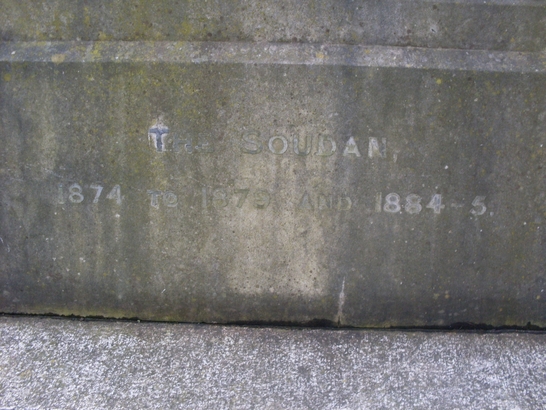 THE SOUDAN,
1874 TO 1879, AND 1884-5.